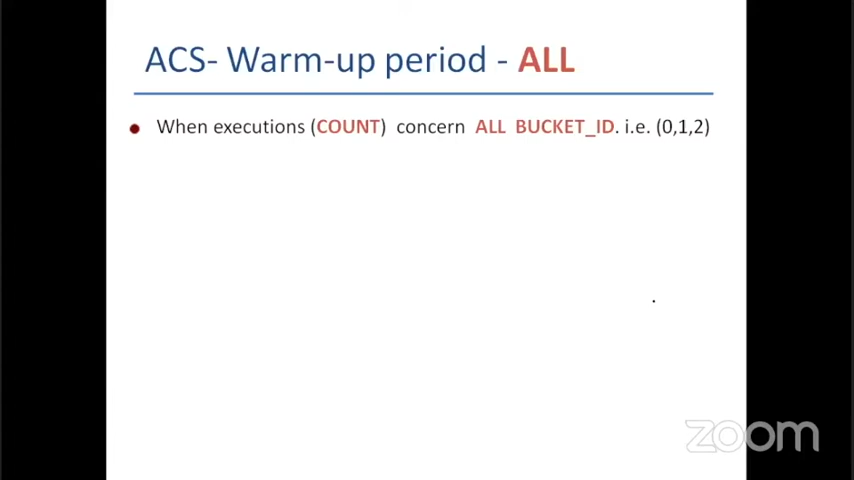 ACS- Warm-up period - ALL
When executions (COUNT) concern ALL BUCKET_ID. i.e. (0,1,2)
zoom